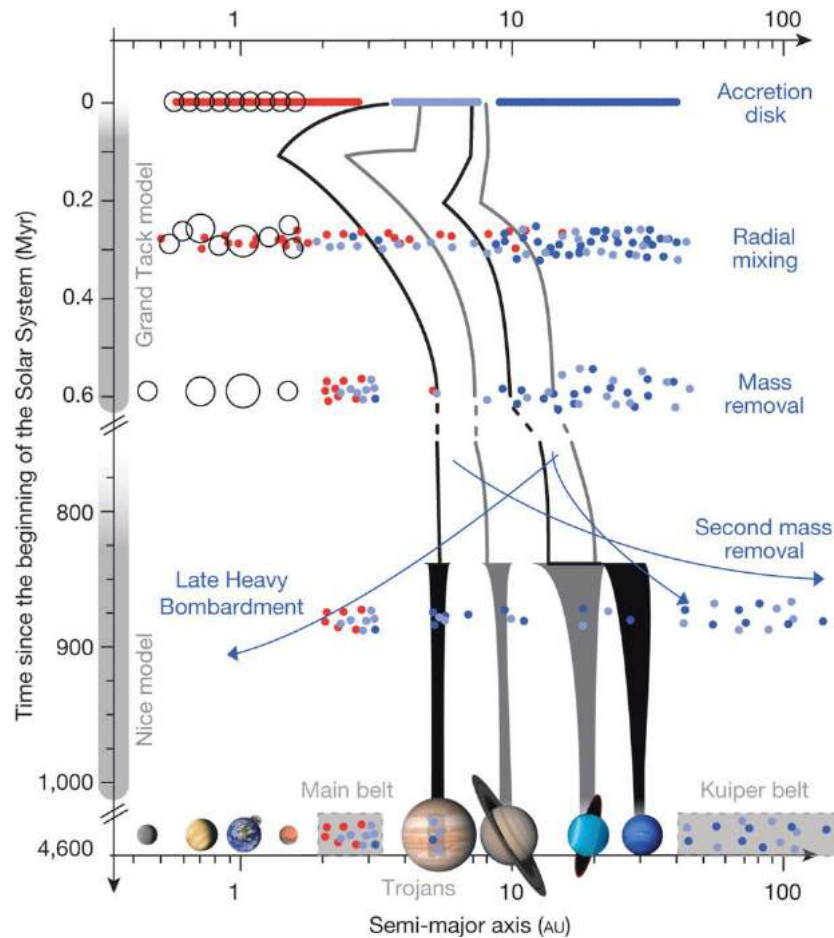 1
10
100
0
0.2
0.4
0.6
800
900
1,000
4,600
Time since the beginning of the Solar System (Myr)
Grand Tack model
Nice model
Accretion
disk
Radial
mixing
Mass
removal
Second mass
removal
Late Heavy
Bombardment
Main belt
Kuiper belt
Trojans
1
10
100
Semi-major axis (AU)